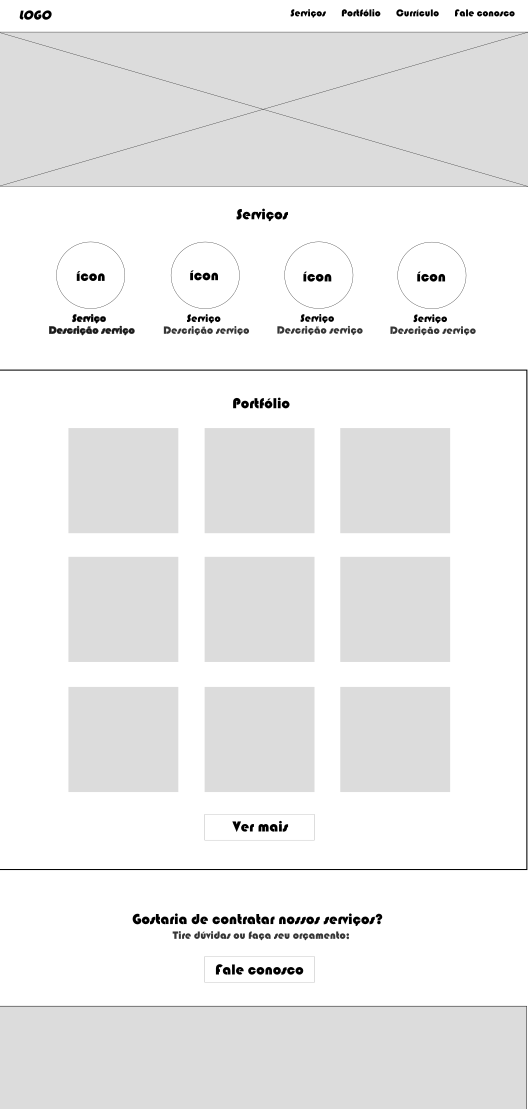 LOGO
Serviços Portfólio Curriculo Fale conosco
Serviços
ícon ícon ícon ícon
Serviço Serviço Serviço Serviço
Descrição serviço Descrição serviço Descrição serviço Descrição serviço
Portfólio
Ver mais
Gostaria de contratar nossos serviços?
Tire dúvidas ou faça seu orçamento:
Fale conosco